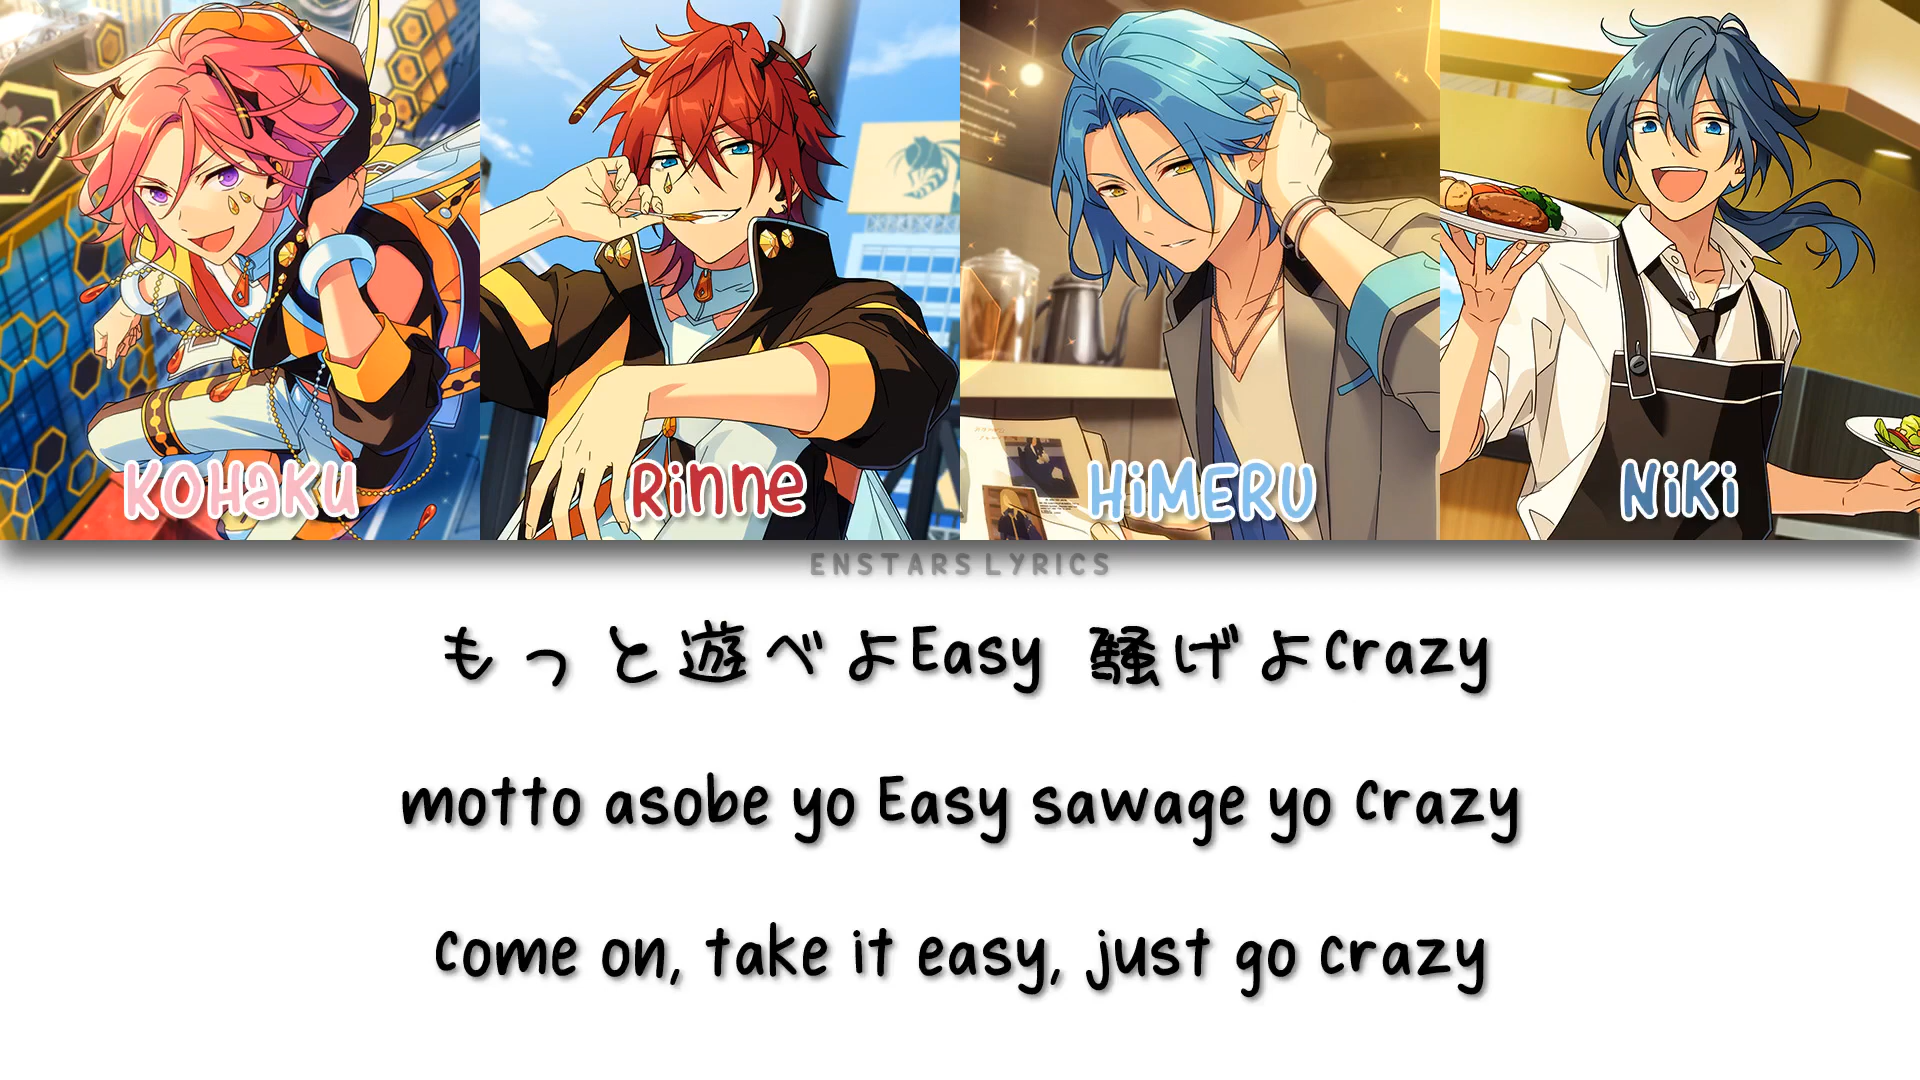 KOHaKU
Rinne
HiMERU
NiKi
ENSTARS LYRICS
もっと遊べよEasy 騒げよCrazy
motto asobe yo Easy sawage yo Crazy
Come on, take it easy, just go crazy